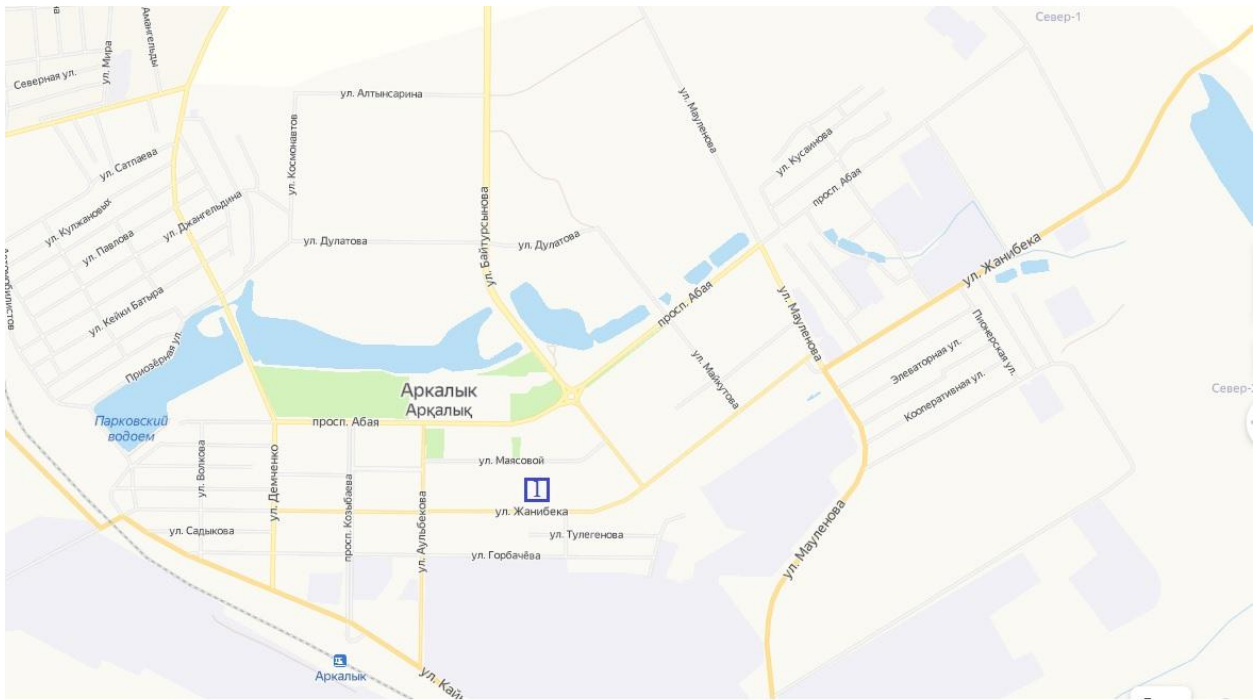 Север-1
Амангельды
ул. Мира
Северная ул.
ул. Алтынсарина
ул. Мауленова
ул. Космонавтов
ул. Кусаинова
ул. Сатпаева
просп. Абая
ул. Джангельдина
ул. Кулжановых
ул. Павлова
ул. Байтурсынова
ул. Дулатова
ул. Дулатова
ул. Жанибека
просп. Абая
ул. Мауленова
ул. Кейки Батыра
Пионерская ул.
Приозёрная ул.
Элеваторная ул.
ул. Майкутова
Кооперативная ул.
Аркалык
Арқалық
Парковский
водоем
просп. Абая
ул. Маясовой
ул. Волкова
ул. Демченко
просп. Козыбаева
ул. Аульбекова
1
ул. Жанибека
ул. Садыкова
ул. Тулегенова
ул. Горбачёва
ул. Мауленова
Аркалык